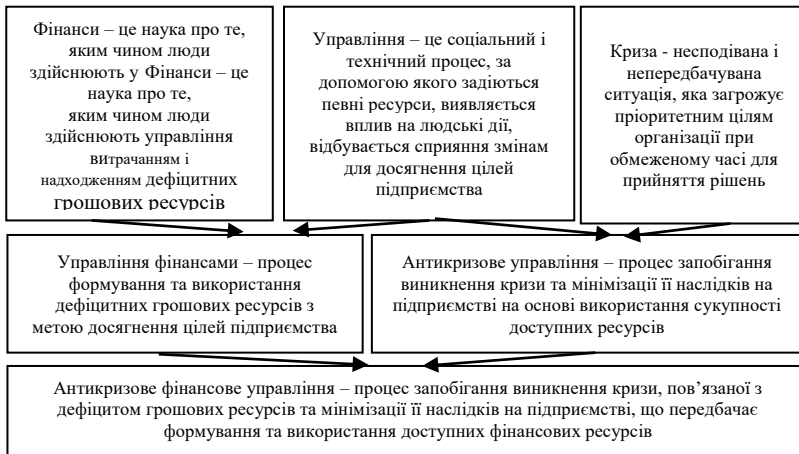 Фінанси – це наука про те,
яким чином люди
здійснюють у Фінанси – це
наука про те,
яким чином люди
здійснюють управління
витрачанням і
надходженням дефіцитних
грошових ресурсів
Управління – це соціальний і
технічний процес, за
допомогою якого задіються
певні ресурси, виявляється
вплив на людські дії,
відбувається сприяння змінам
для досягнення цілей
підприємства
Криза - несподівана і
непередбачувана
ситуація, яка загрожує
пріоритетним цілям
організації при
обмеженому часі для
прийняття рішень
Управління фінансами – процес
формування та використання
дефіцитних грошових ресурсів з
метою досягнення цілей підприємства
Антикризове управління – процес запобігання
виникнення кризи та мінімізації її наслідків на
підприємстві на основі використання сукупності
доступних ресурсів
Антикризове фінансове управління – процес запобігання виникнення кризи, пов’язаної з
дефіцитом грошових ресурсів та мінімізації її наслідків на підприємстві, що передбачає
формування та використання доступних фінансових ресурсів